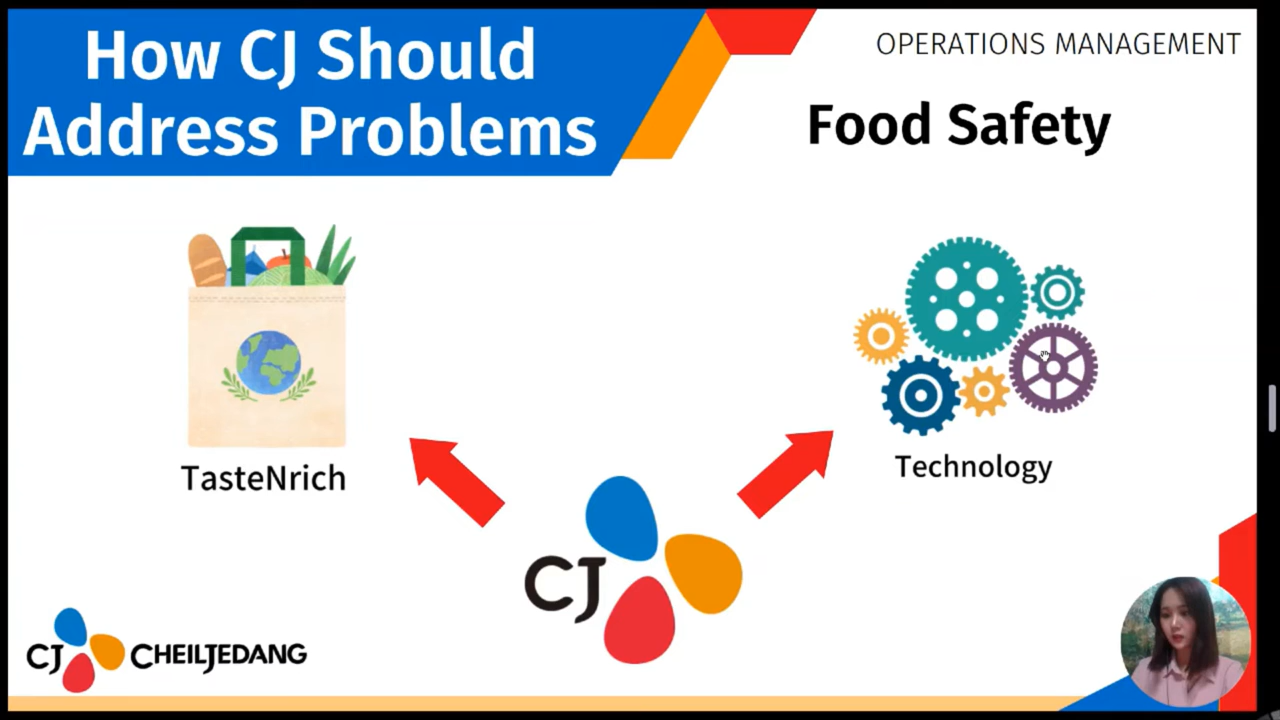 How CJ Should
Address Problems
OPERATIONS MANAGEMENT
Food Safety
TasteNrich
Technology
CJ
CJ CHEILJEDANG